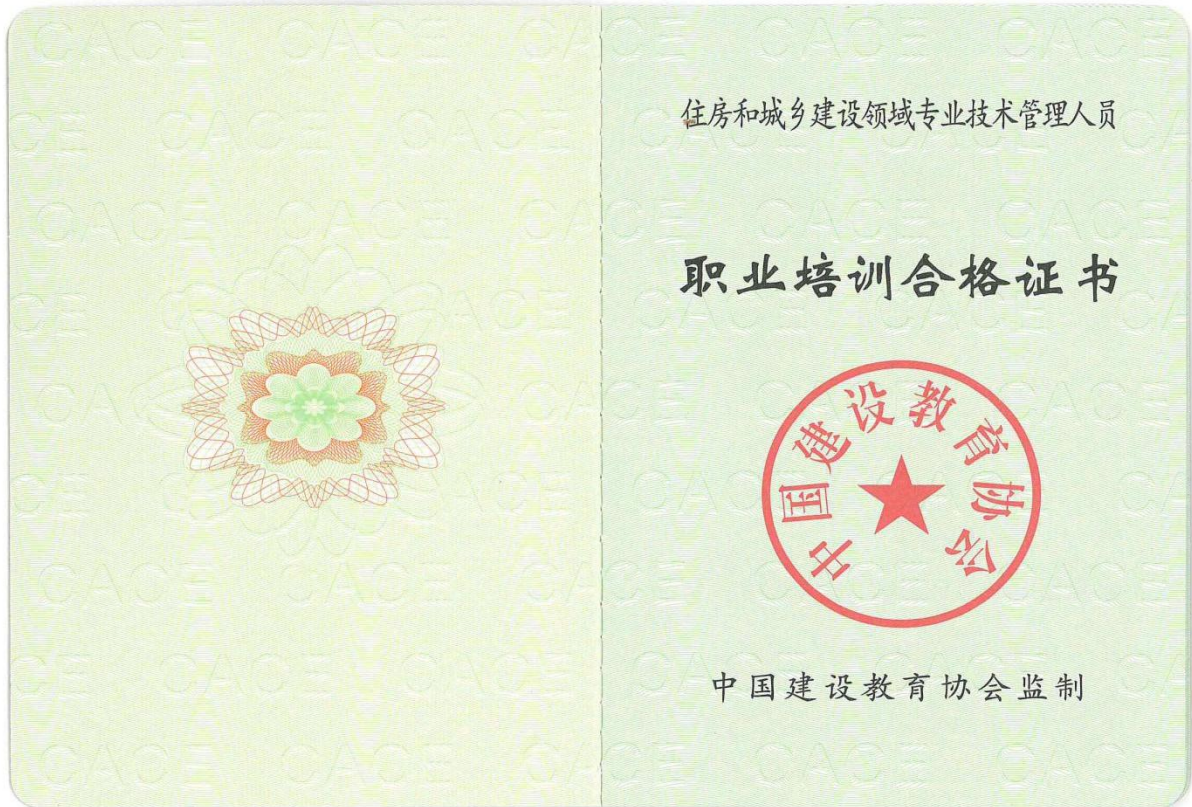 住房和城乡建设领域专业技术管理人员
职业培训合格证书
中国建设教育协会
中国建设教育协会监制
CACE